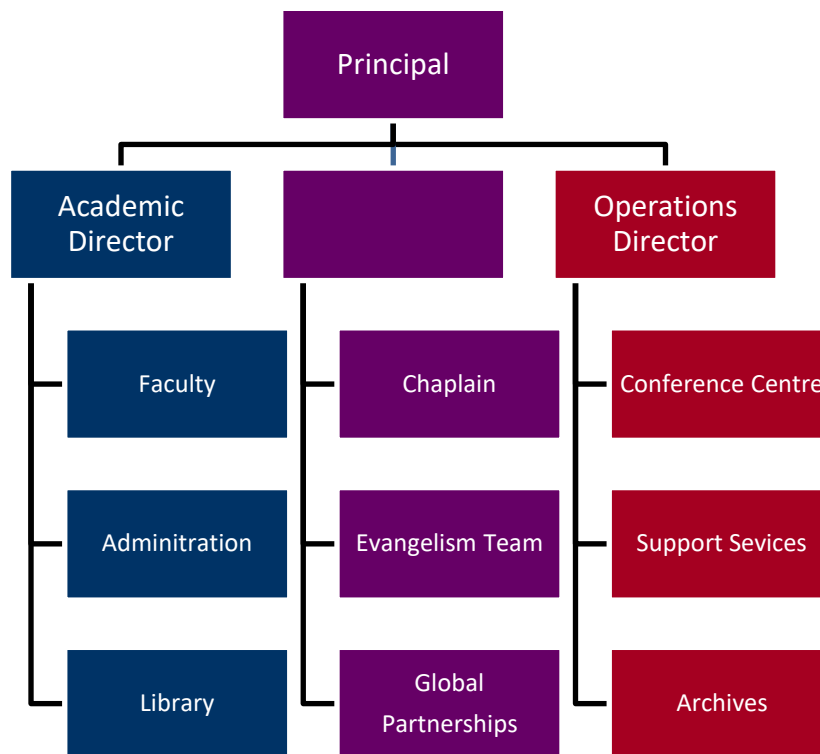 Principal
Academic
Director
Operations
Director
Faculty
Chaplain
Conference Centre
Adminitration
Evangelism Team
Support Sevices
Library
Global
Partnerships
Archives